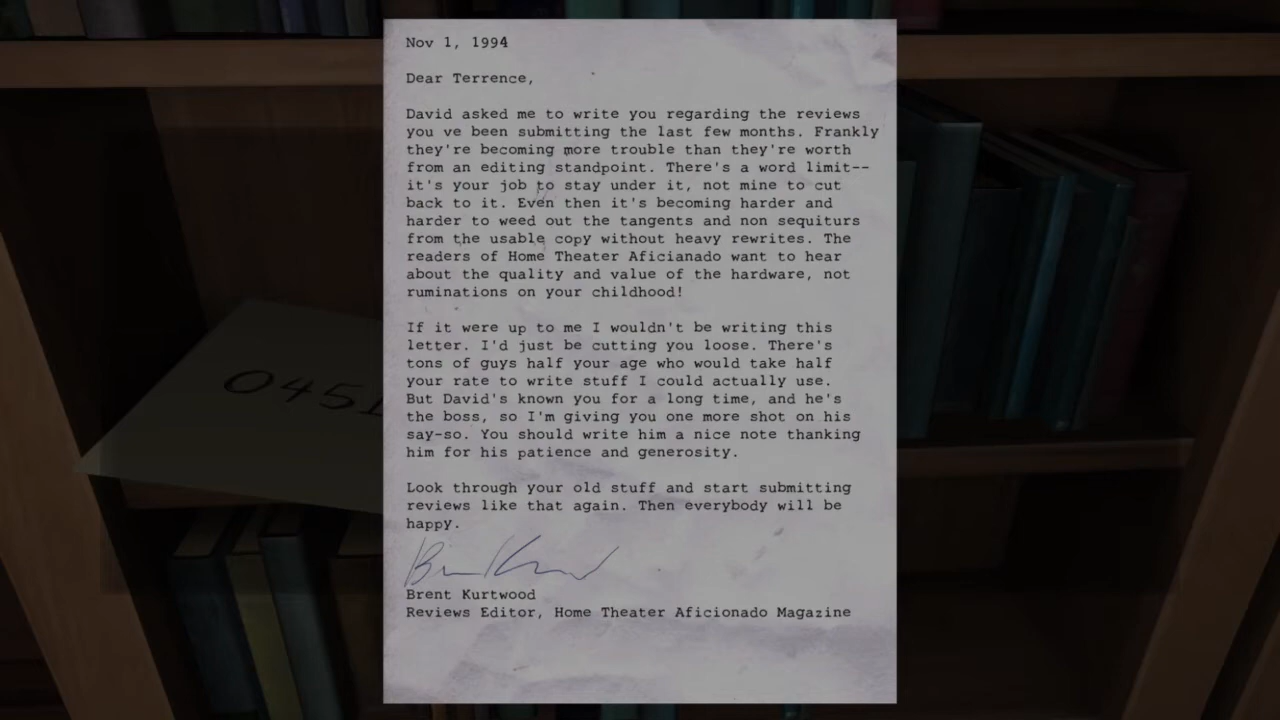 Nov 1, 1994
Dear Terrence,
David asked me to write you regarding the reviews
you ve been submitting the last few months. Frankly
they're becoming more trouble than they're worth
from an editing standpoint. There's a word limit--
it's your job to stay under it, not mine to cut
back to it. Even then it's becoming harder and
harder to weed out the tangents and non sequiturs
from the usable copy without heavy rewrites. The
readers of Home Theater Aficianado want to hear
about the quality and value of the hardware, not
ruminations on your childhood!
If it were up to me I wouldn't be writing this
letter. I'd just be cutting you loose. There's
tons of guys half your age who would take half
your rate to write stuff I could actually use.
But David's known you for a long time, and he's
the boss, so I'm giving you one more shot on his
say-so. You should write him a nice note thanking
him for his patience and generosity.
Look through your old stuff and start submitting
reviews like that again. Then everybody will be
happy.
Brent Kurtwood
Reviews Editor, Home Theater Aficionado Magazine
0451